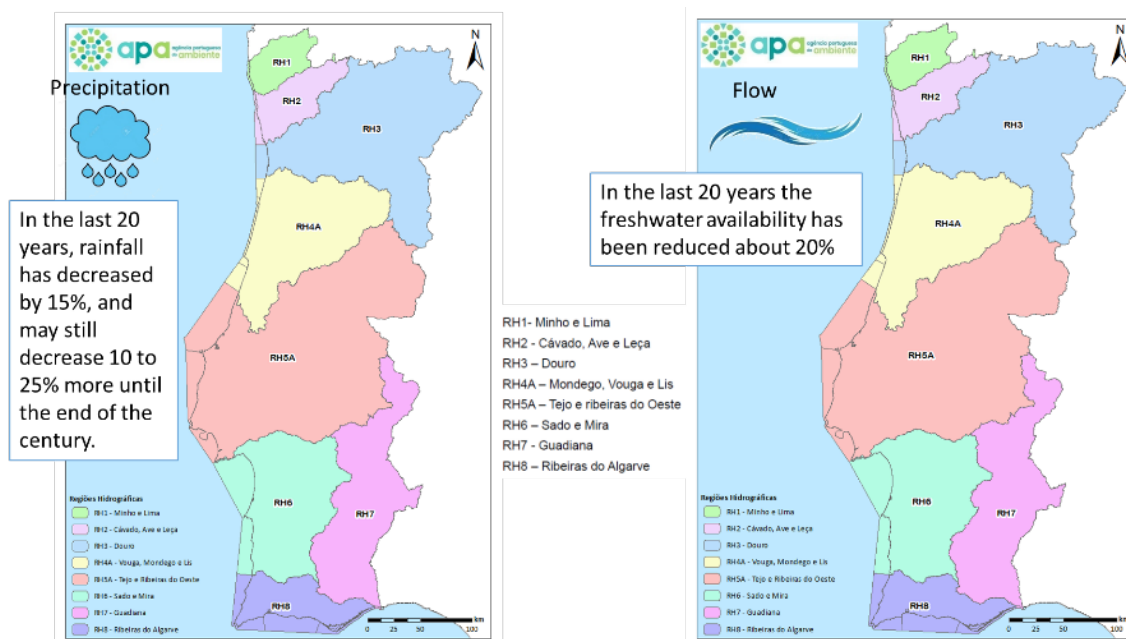 apa agência portuguesa do ambiente
N
Precipitation
In the last 20
years, rainfall
has decreased
by 15%, and
may still
decrease 10 to
25% more until
the end of the
century.
RH1
RH2
RH3
RH4A
RH5A
RH6
RH7
RH8
Regiões Hidrográficas
RH1 - Minho e Lima
RH2 - Cávado, Ave e Leça
RH3 - Douro
RH4A - Vouga, Mondego e Lis
RH5A - Tejo e Ribeiras do Oeste
RH6 - Sado e Mira
RH7 - Guadiana
RH8 - Ribeiras do Algarve
km
0 25 50 100
RH1- Minho e Lima
RH2 - Cávado, Ave e Leça
RH3 – Douro
RH4A – Mondego, Vouga e Lis
RH5A – Tejo e ribeiras do Oeste
RH6 – Sado e Mira
RH7 - Guadiana
RH8 – Ribeiras do Algarve
apa agência portuguesa do ambiente
N
Flow
In the last 20 years the
freshwater availability has
been reduced about 20%
RH1
RH2
RH3
RH4A
RH5A
RH6
RH7
RH8
Regiões Hidrográficas
RH1 - Minho e Lima
RH2 - Cávado, Ave e Leça
RH3 - Douro
RH4A - Vouga, Mondego e Lis
RH5A - Tejo e Ribeiras do Oeste
RH6 - Sado e Mira
RH7 - Guadiana
RH8 - Ribeiras do Algarve
km
0 25 50 100